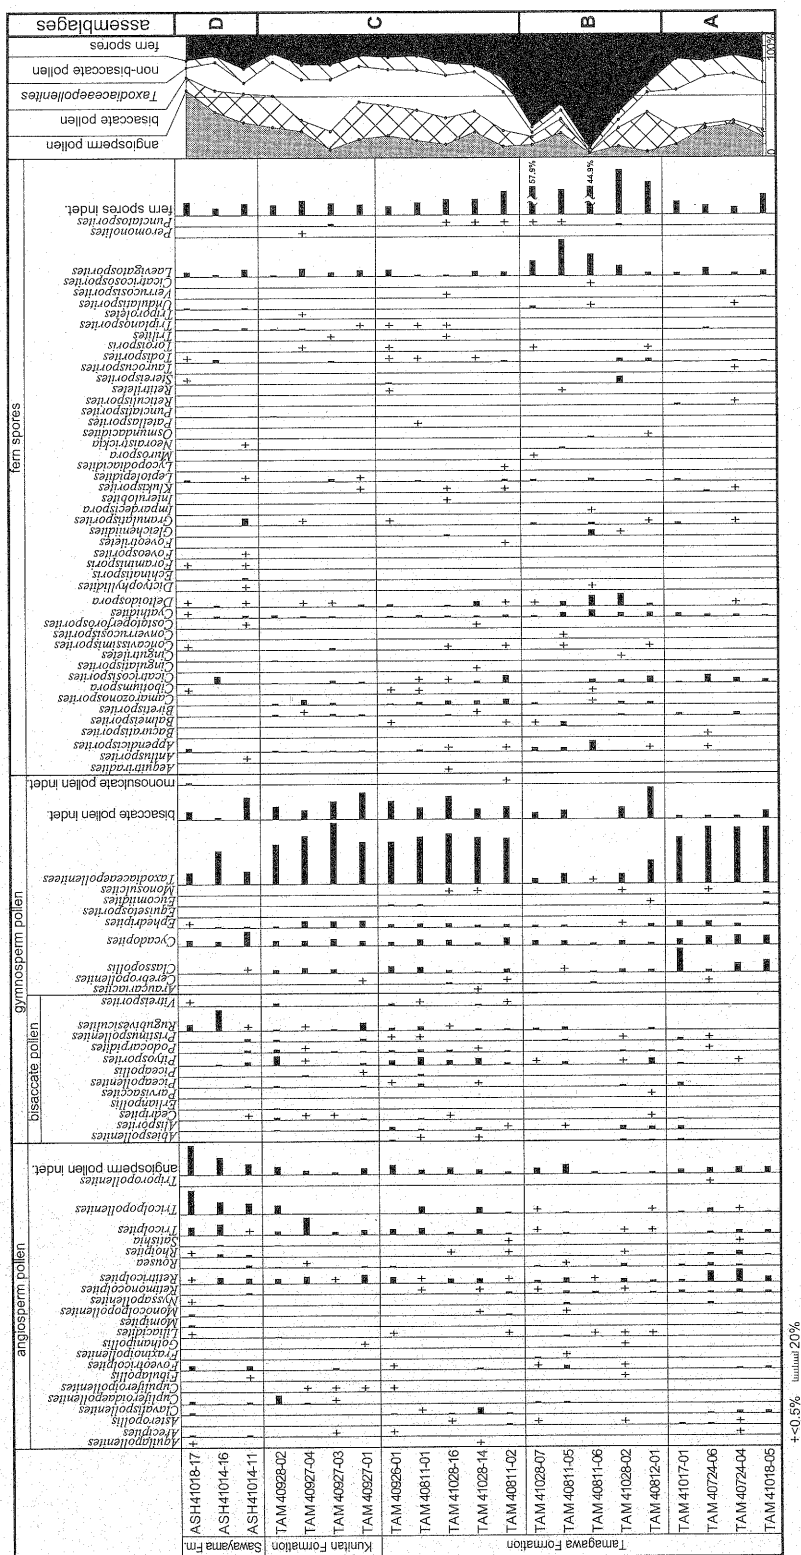 assemblages
D
C
B
A
fern spores
non-bisaccate pollen
Taxodiaceaepollenites
bisaccate pollen
angiosperm pollen
100%
0
fern spores
fern spores indet.
Punctatosporites
Peromonolites
Laevigatosporites
Cicatricososporites
Verrucosisporites
Undulatisporites
Triporoletes
Triplanosporites
Trilites
Toroisporis
Todisporites
Taurocusporites
Stereisporites
Retitriletes
Reticulisporites
Punctatisporites
Patellasporites
Osmundacidites
Neoraistrickia
Murospora
Lycopodiacidites
Leptolepidites
Klukisporites
Interulobites
Impardecispora
Granulatisporites
Gleicheniidites
Foveotriletes
Foveosporites
Foraminisporis
Echinatisporis
Dictyophyllidites
Deltoidospora
Cyathidites
Costatoperforosporites
Converrucosisporites
Concavissimisporites
Cingutriletes
Cingulatisporites
Cicatricosisporites
Cibotiumspora
Camarozonosporites
Biretisporites
Balmeisporites
Baculatisporites
Appendicisporites
Antulsporites
Aequitriradites
57.9%
44.9%
gymnosperm pollen
monosulcate pollen indet.
bisaccate pollen indet.
Taxodiaceaepollenites
Monosulcites
Eucommiidites
Equisetosporites
Ephedripites
Cycadopites
Classopollis
Cerebropollenites
Araucariacites
bisaccate pollen
Vitreisporites
Rugubivesiculites
Pristinuspollenites
Podocarpidites
Pityosporites
Piceapollis
Piceapollenites
Parvisaccites
Erlianpollis
Cedripites
Alisporites
Abiespollenites
angiosperm pollen
angiosperm pollen indet.
Triporopollenites
Tricolpopollenites
Tricolpites
Rhoipites
Rousea
Retitricolpites
Retimonocolpites
Nyssapollenites
Monocolpopollenites
Momipites
Liliacidites
Fraxinoipollenites
Foveotricolpites
Fibulapollis
Cupuliferoipollenites
Cupuliferoidaepollenites
Clavatipollenites
Asteropollis
Arecipites
Aquilapollenites
ASH41018-17
ASH41014-16
ASH41014-11
TAM40928-02
TAM40927-04
TAM40927-03
TAM40927-01
TAM40926-01
TAM40811-01
TAM41028-16
TAM41028-14
TAM40811-02
TAM41028-07
TAM40811-05
TAM40811-06
TAM41028-02
TAM40812-01
TAM41017-01
TAM40724-06
TAM40724-04
TAM41018-05
Sawayama Fm.
Kunitan Formation
Tamagawa Formation
+<0.5%
20%